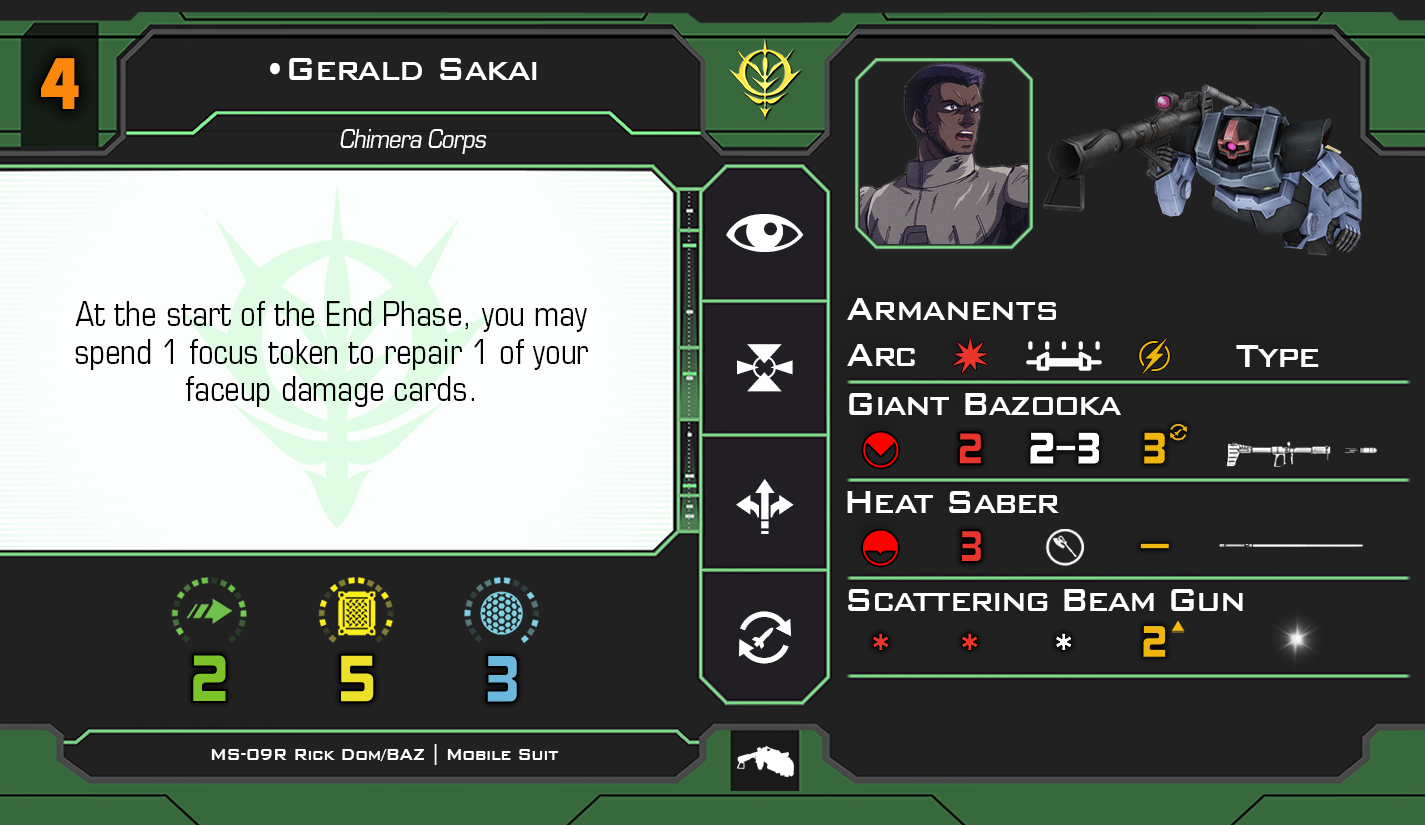 4
•Gerald Sakai
Chimera Corps
At the start of the End Phase, you may
spend 1 focus token to repair 1 of your
faceup damage cards.
2 5 3
MS-09R Rick Dom/BAZ | Mobile Suit
Armanents
Arc Type
Giant Bazooka
2 2-3 3
Heat Saber
3 –
Scattering Beam Gun
* * * 2